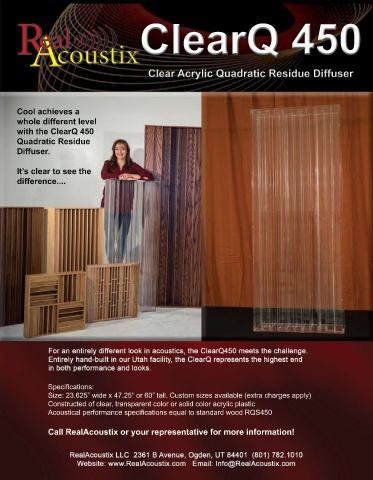 Real Acoustix
ClearQ 450
Clear Acrylic Quadratic Residue Diffuser
Cool achieves a
whole different level
with the ClearQ 450
Quadratic Residue
Diffuser.
It's clear to see the
difference....
For an entirely different look in acoustics, the ClearQ450 meets the challenge.
Entirely hand-built in our Utah facility, the ClearQ represents the highest end
in both performance and looks.
Specifications:
Size: 23.625" wide x 47.25" or 60" tall. Custom sizes available (extra charges apply)
Constructed of clear, transparent color or solid color acrylic plastic
Acoustical performance specifications equal to standard wood RQS450
Call RealAcoustix or your representative for more information!
RealAcoustix LLC 2361 B Avenue, Ogden, UT 84401 (801) 782.1010
Website: www.RealAcoustix.com Email: Info@RealAcoustix.com